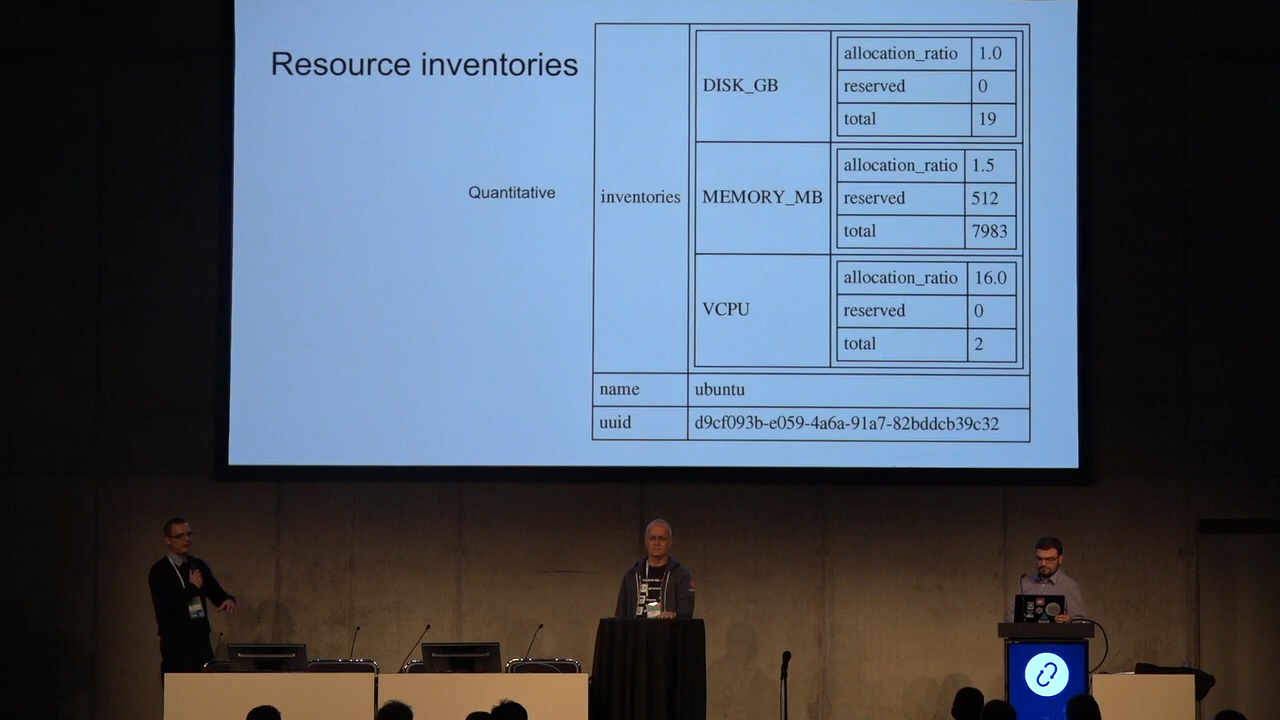 Resource inventories
Quantitative
inventories
DISK_GB
allocation_ratio 1.0
reserved 0
total 19
MEMORY_MB
allocation_ratio 1.5
reserved 512
total 7983
VCPU
allocation_ratio 16.0
reserved 0
total 2
name ubuntu
uuid d9cf093b-e059-4a6a-91a7-82bddcb39c32